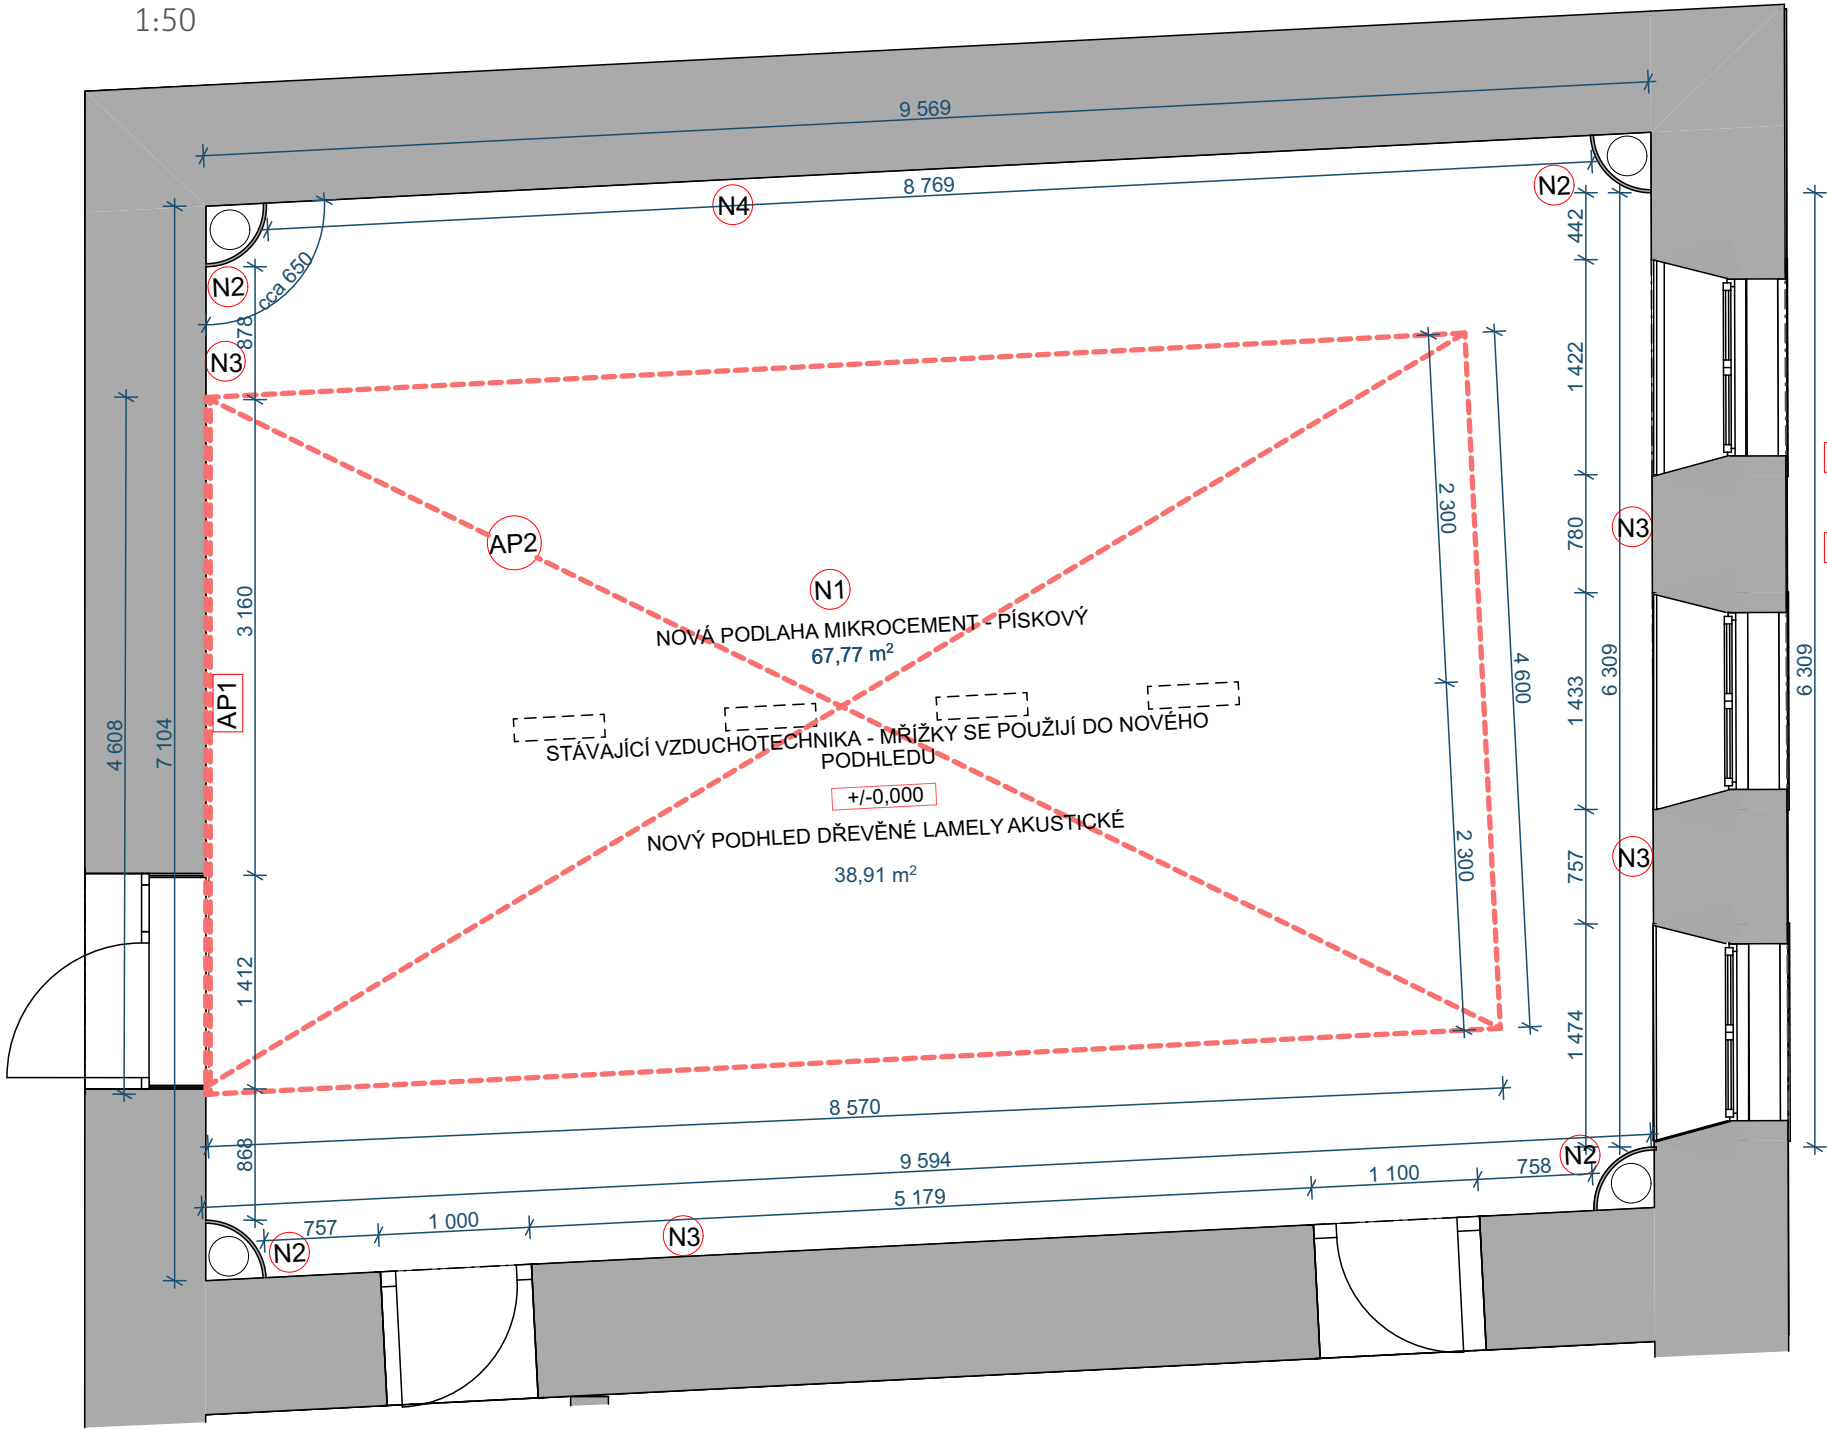 1:50
9 569
8 769
N4
N2
N2
cca 650
878
N3
442
1 422
2 300
780
N3
AP2
N1
NOVÁ PODLAHA MIKROCEMENT - PÍSKOVÝ
67,77 m²
3 160
AP1
4 608
7 104
4 600
1 433
6 309
6 309
STÁVAJÍCÍ VZDUCHOTECHNIKA - MŘÍŽKY SE POUŽIJÍ DO NOVÉHO
PODHLEDU
+/-0,000
NOVÝ PODHLED DŘEVĚNÉ LAMELY AKUSTICKÉ
38,91 m²
2 300
757
N3
1 412
1 474
8 570
868
9 594
N2
1 100
758
5 179
757
1 000
N3
N2